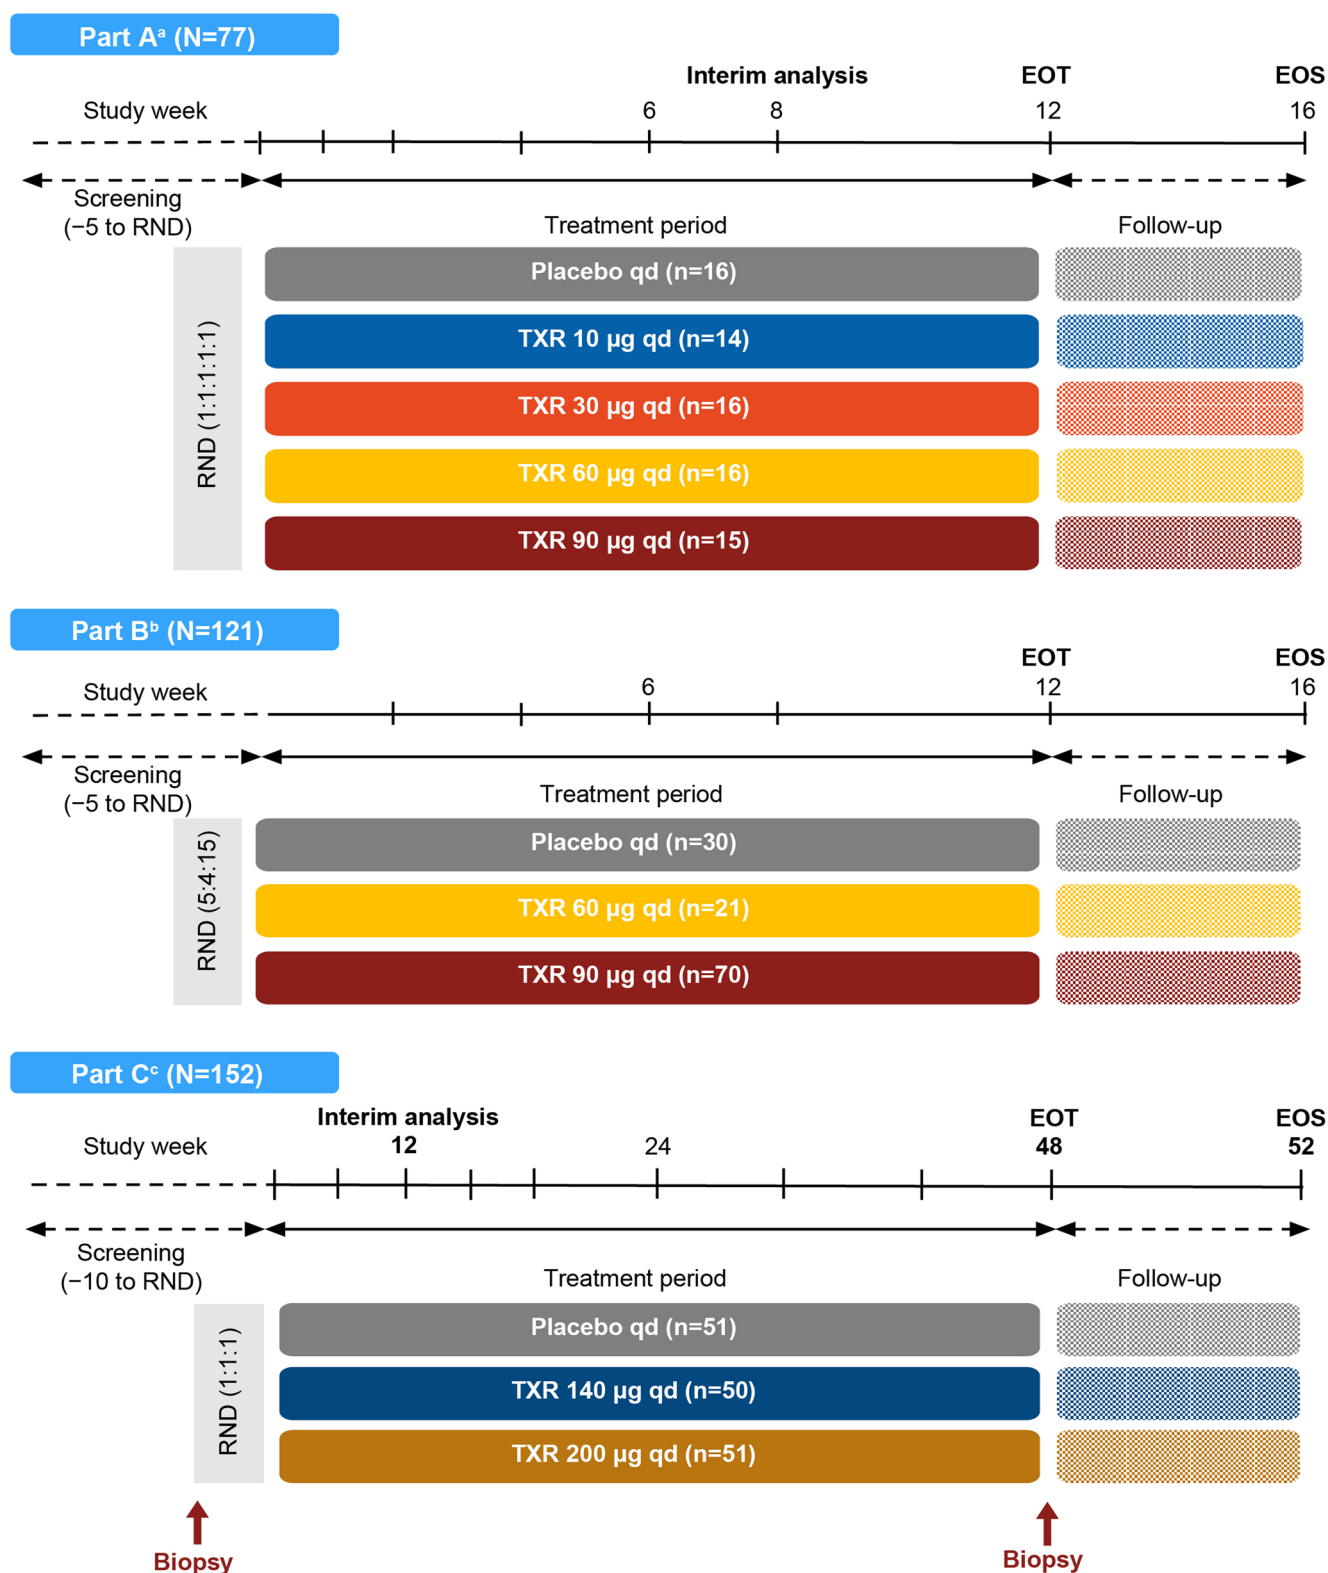 Part Aᵃ (N=77)
Interim analysis EOT EOS
Study week 6 8 12 16
Screening
(−5 to RND)
Treatment period Follow-up
RND (1:1:1:1:1)
Placebo qd (n=16)
TXR 10 µg qd (n=14)
TXR 30 µg qd (n=16)
TXR 60 µg qd (n=16)
TXR 90 µg qd (n=15)
Part Bᵇ (N=121)
EOT EOS
Study week 6 12 16
Screening
(−5 to RND)
Treatment period Follow-up
RND (5:4:15)
Placebo qd (n=30)
TXR 60 µg qd (n=21)
TXR 90 µg qd (n=70)
Part Cᶜ (N=152)
Interim analysis EOT EOS
Study week 12 24 48 52
Screening
(−10 to RND)
Treatment period Follow-up
RND (1:1:1)
Placebo qd (n=51)
TXR 140 µg qd (n=50)
TXR 200 µg qd (n=51)
Biopsy Biopsy